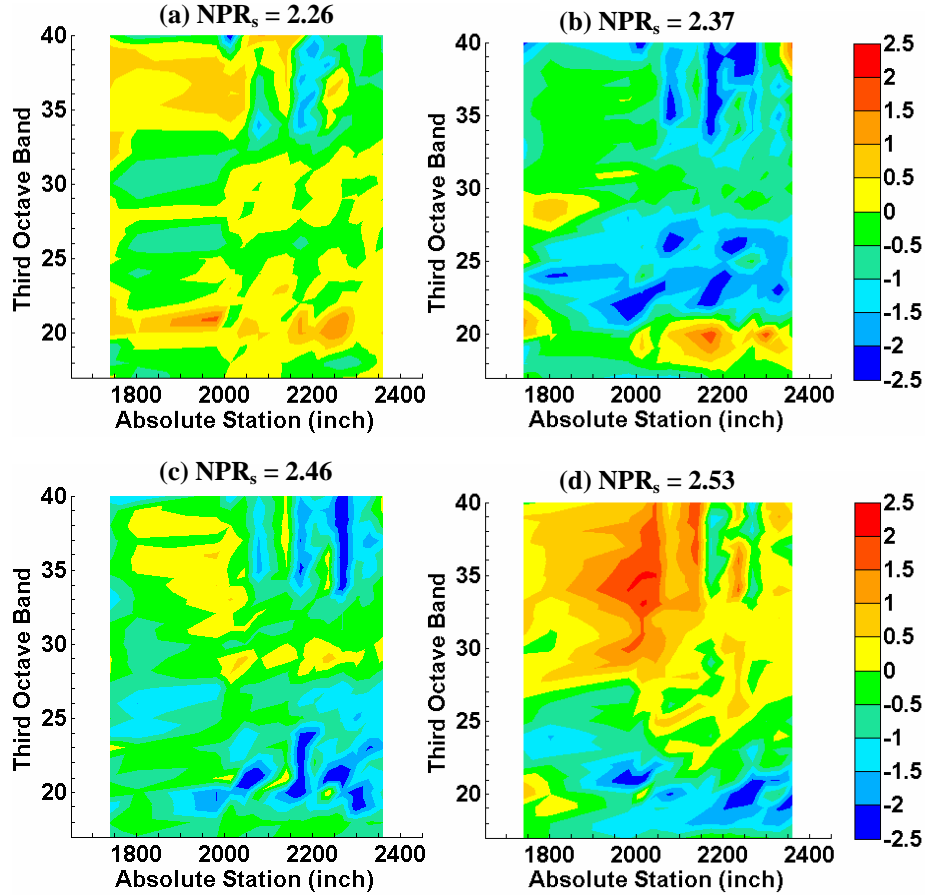 (a) NPRs = 2.26
(b) NPRs = 2.37
Third Octave Band
40
35
30
25
20
1800 2000 2200 2400
Absolute Station (inch)
Third Octave Band
40
35
30
25
20
1800 2000 2200 2400
Absolute Station (inch)
2.5
2
1.5
1
0.5
0
-0.5
-1
-1.5
-2
-2.5
(c) NPRs = 2.46
(d) NPRs = 2.53
Third Octave Band
40
35
30
25
20
1800 2000 2200 2400
Absolute Station (inch)
Third Octave Band
40
35
30
25
20
1800 2000 2200 2400
Absolute Station (inch)
2.5
2
1.5
1
0.5
0
-0.5
-1
-1.5
-2
-2.5